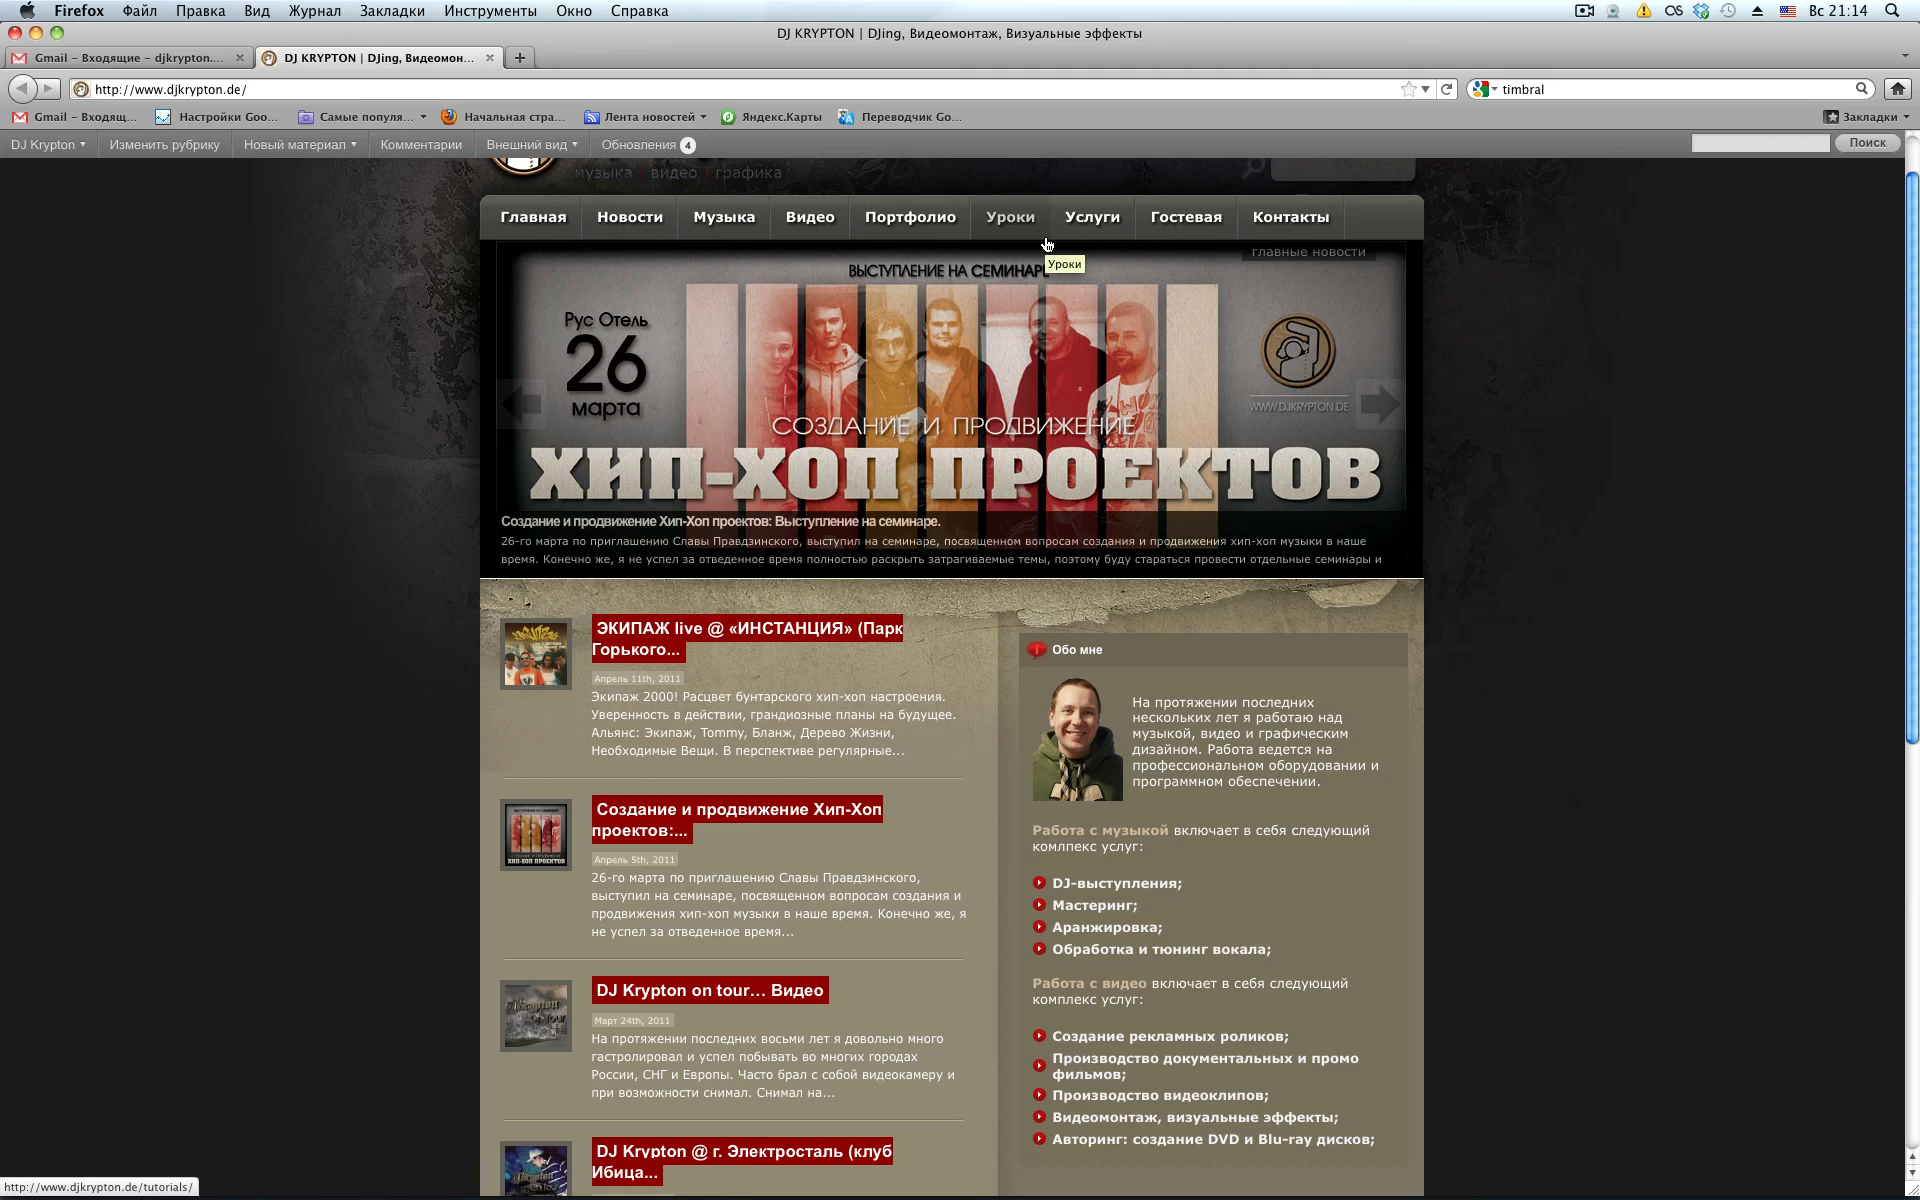 Firefox Файл Правка Вид Журнал Закладки Инструменты Окно Справка Вс 21:14
DJ KRYPTON | DJing, Видеомонтаж, Визуальные эффекты
Gmail – Входящие – djkrypton.... DJ KRYPTON | DJing, Видеомон...
http://www.djkrypton.de/ timbral
Gmail – Входящ... Настройки Goo... Самые популя... Начальная стра... Лента новостей Яндекс.Карты Переводчик Go... Закладки
DJ Krypton Изменить рубрику Новый материал Комментарии Внешний вид Обновления 4 Поиск
музыка видео графика
Главная Новости Музыка Видео Портфолио Уроки Услуги Гостевая Контакты
главные новости
Уроки
ВЫСТУПЛЕНИЕ НА СЕМИНАРЕ
Рус Отель
26
марта
WWW.DJKRYPTON.DE
СОЗДАНИЕ И ПРОДВИЖЕНИЕ
ХИП-ХОП ПРОЕКТОВ
Создание и продвижение Хип-Хоп проектов: Выступление на семинаре.
26-го марта по приглашению Славы Правдзинского, выступил на семинаре, посвященном вопросам создания и продвижения хип-хоп музыки в наше
время. Конечно же, я не успел за отведенное время полностью раскрыть затрагиваемые темы, поэтому буду стараться провести отдельные семинары и
ЭКИПАЖ live @ «ИНСТАНЦИЯ» (Парк
Горького...
Апрель 11th, 2011
Экипаж 2000! Расцвет бунтарского хип-хоп настроения.
Уверенность в действии, грандиозные планы на будущее.
Альянс: Экипаж, Tommy, Бланж, Дерево Жизни,
Необходимые Вещи. В перспективе регулярные...
Создание и продвижение Хип-Хоп
проектов:...
Апрель 5th, 2011
26-го марта по приглашению Славы Правдзинского,
выступил на семинаре, посвященном вопросам создания и
продвижения хип-хоп музыки в наше время. Конечно же, я
не успел за отведенное время...
ХИП-ХОП ПРОЕКТОВ
DJ Krypton on tour... Видео
Март 24th, 2011
На протяжении последних восьми лет я довольно много
гастролировал и успел побывать во многих городах
России, СНГ и Европы. Часто брал с собой видеокамеру и
при возможности снимал. Снимал на...
DJ Krypton @ г. Электросталь (клуб
Ибица...
Обо мне
На протяжении последних
нескольких лет я работаю над
музыкой, видео и графическим
дизайном. Работа ведется на
профессиональном оборудовании и
программном обеспечении.
Работа с музыкой включает в себя следующий
комлпекс услуг:
DJ-выступления;
Мастеринг;
Аранжировка;
Обработка и тюнинг вокала;
Работа с видео включает в себя следующий
комплекс услуг:
Создание рекламных роликов;
Производство документальных и промо
фильмов;
Производство видеоклипов;
Видеомонтаж, визуальные эффекты;
Авторинг: создание DVD и Blu-ray дисков;
http://www.djkrypton.de/tutorials/